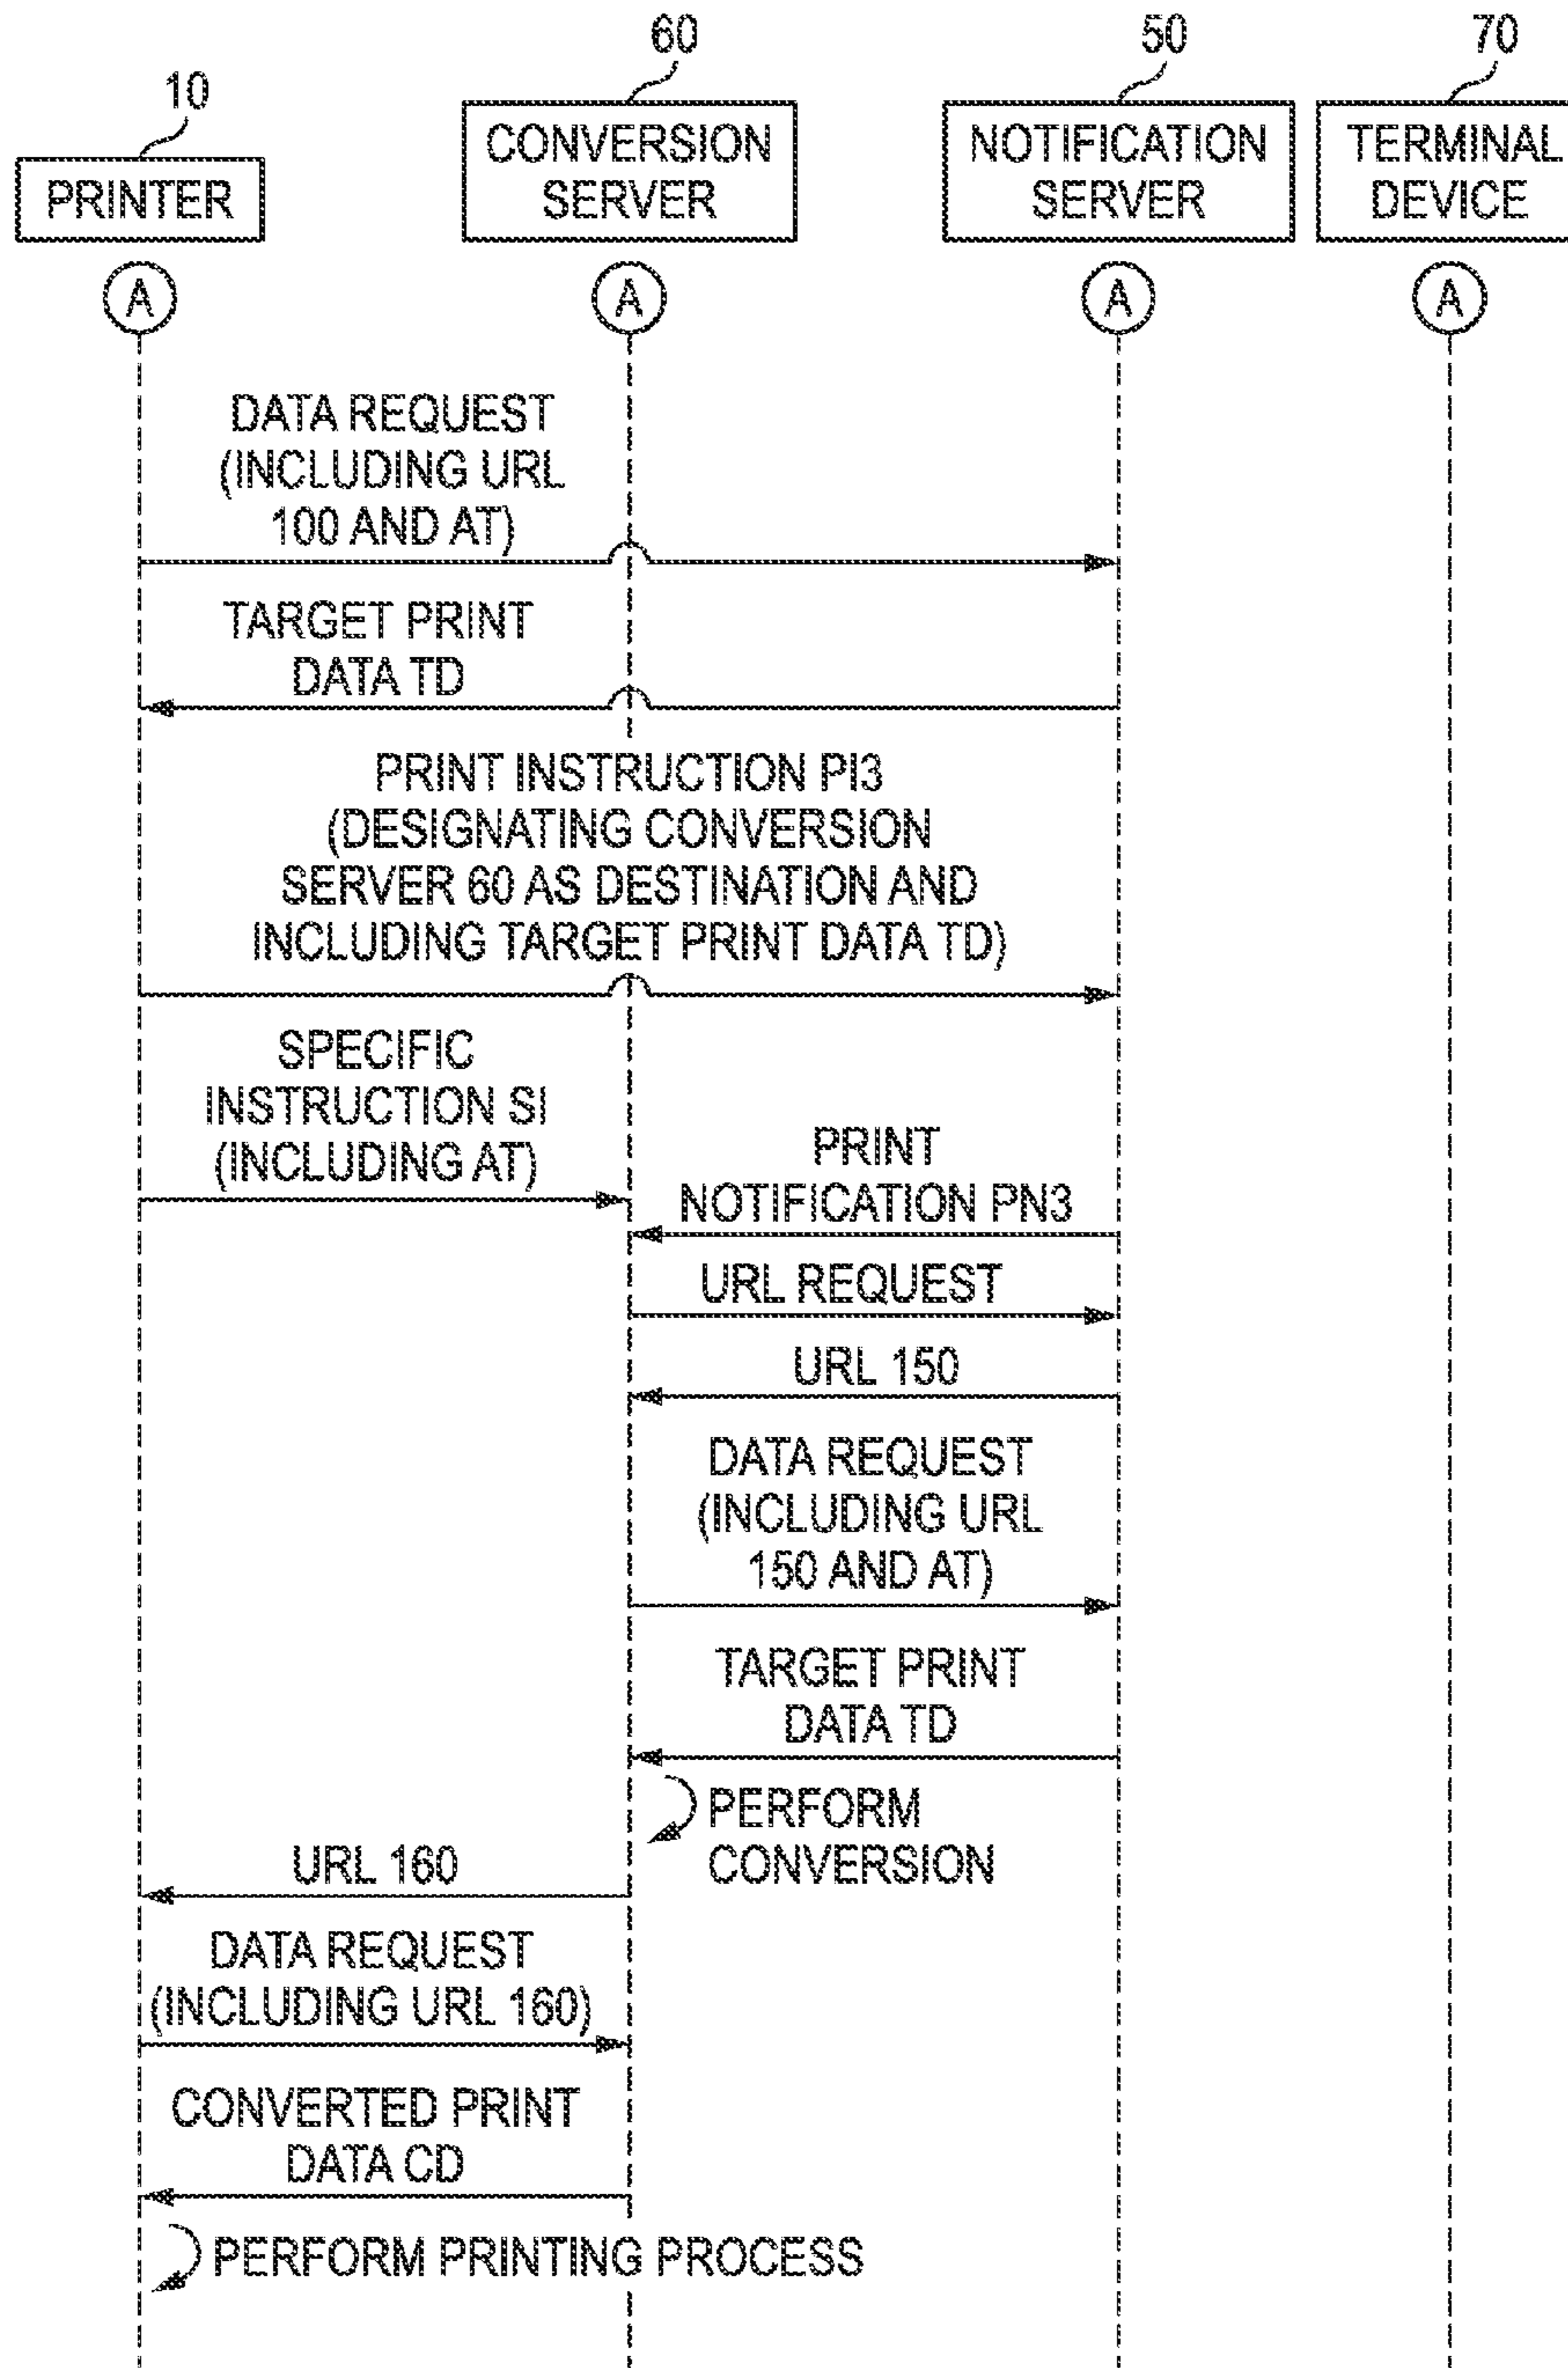 60
50
70
10
CONVERSION
SERVER
NOTIFICATION
SERVER
TERMINAL
DEVICE
PRINTER
A
A
A
A
DATA REQUEST
(INCLUDING URL
100 AND AT)
TARGET PRINT
DATA TD
PRINT INSTRUCTION PI3
(DESIGNATING CONVERSION
SERVER 60 AS DESTINATION AND
INCLUDING TARGET PRINT DATA TD)
SPECIFIC
INSTRUCTION SI
(INCLUDING AT)
PRINT
NOTIFICATION PN3
URL REQUEST
URL 150
DATA REQUEST
(INCLUDING URL
150 AND AT)
TARGET PRINT
DATA TD
PERFORM
CONVERSION
URL 160
DATA REQUEST
(INCLUDING URL 160)
CONVERTED PRINT
DATA CD
PERFORM PRINTING PROCESS